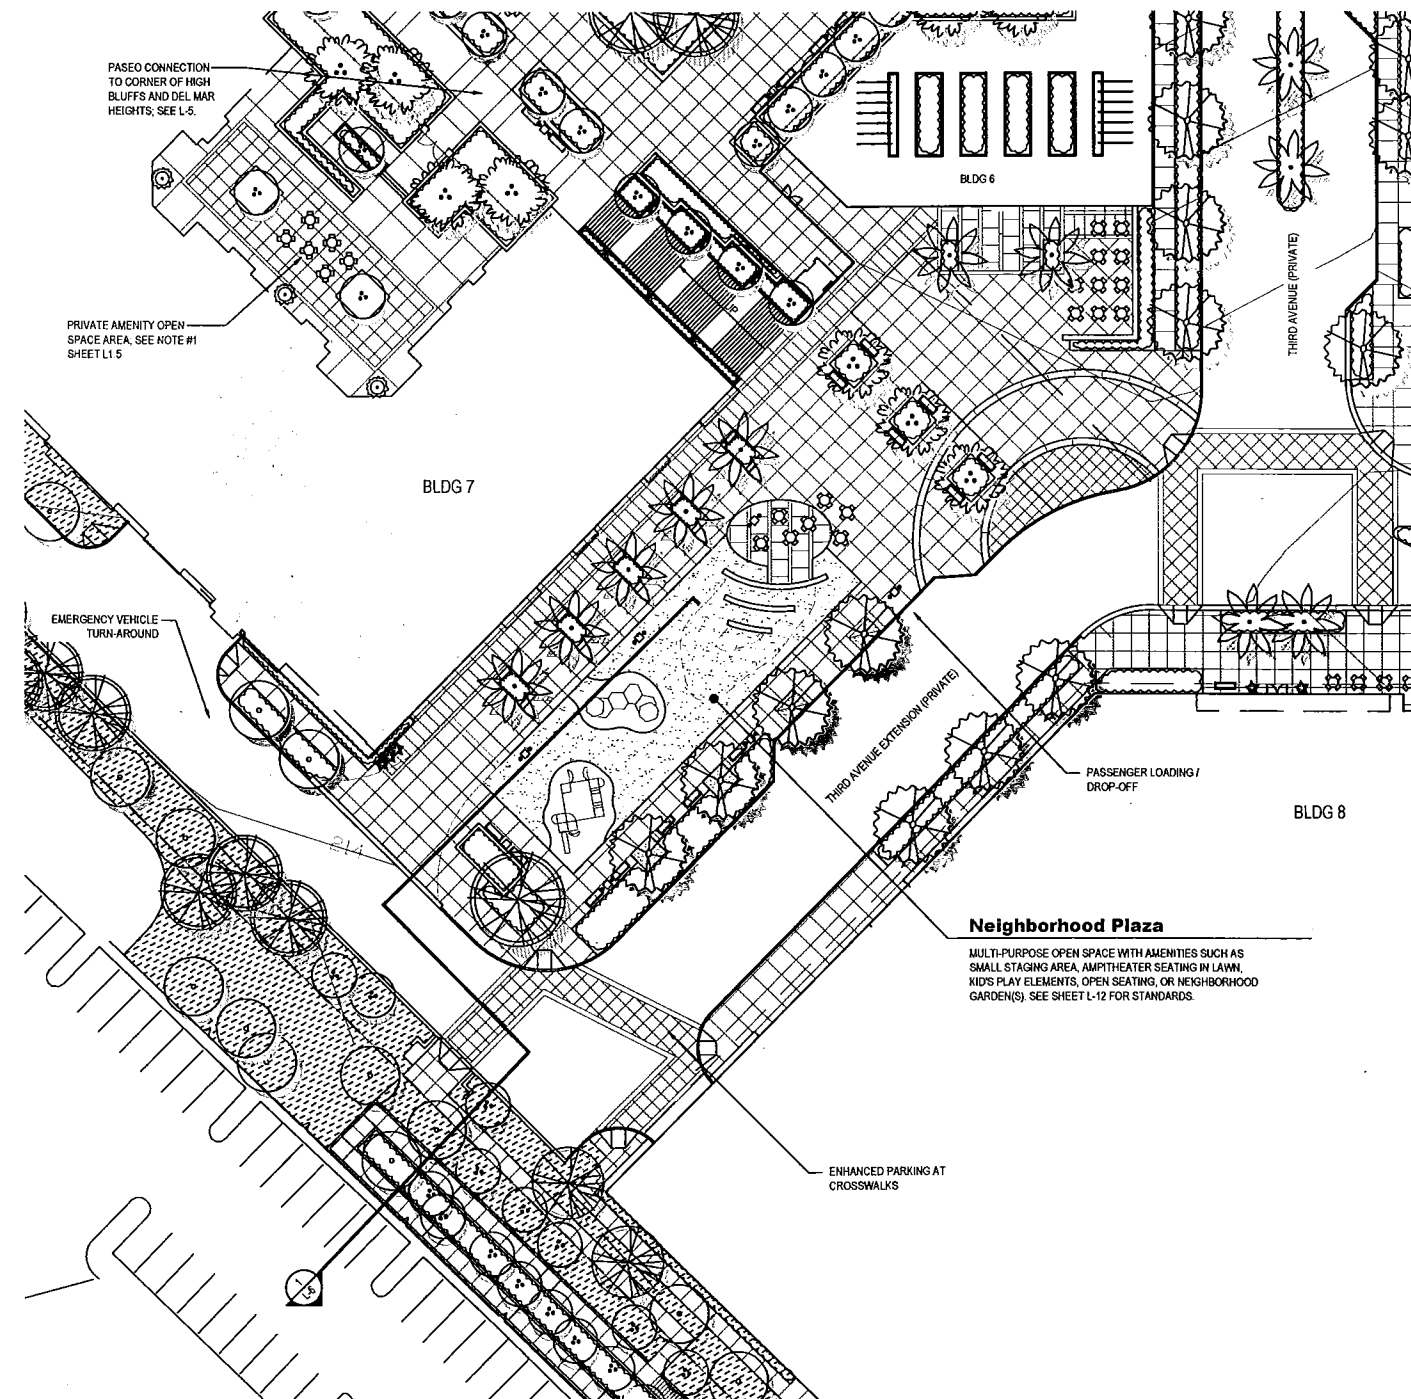 PASEO CONNECTION
TO CORNER OF HIGH
BLUFFS AND DEL MAR
HEIGHTS; SEE L-5.
BLDG 6
THIRD AVENUE (PRIVATE)
PRIVATE AMENITY OPEN
SPACE AREA, SEE NOTE #1
SHEET L1.5
UP
BLDG 7
EMERGENCY VEHICLE
TURN-AROUND
THIRD AVENUE EXTENSION (PRIVATE)
PASSENGER LOADING /
DROP-OFF
BLDG 8
Neighborhood Plaza
MULTI-PURPOSE OPEN SPACE WITH AMENITIES SUCH AS
SMALL STAGING AREA, AMPITHEATER SEATING IN LAWN,
KID'S PLAY ELEMENTS, OPEN SEATING, OR NEIGHBORHOOD
GARDEN(S). SEE SHEET L-12 FOR STANDARDS.
ENHANCED PARKING AT
CROSSWALKS